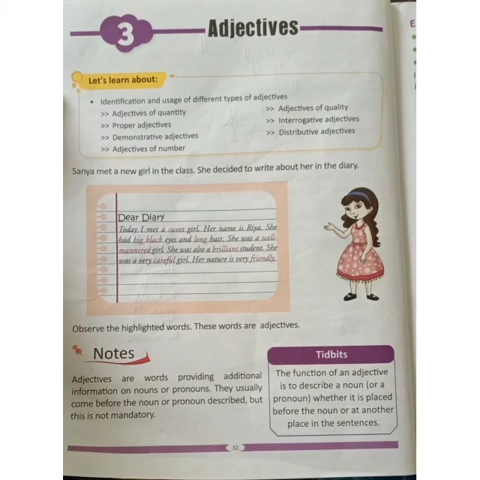 3
Adjectives
Let's learn about:
• Identification and usage of different types of adjectives
>> Adjectives of quantity
>> Adjectives of quality
>> Proper adjectives
>> Interrogative adjectives
>> Demonstrative adjectives
>> Distributive adjectives
>> Adjectives of number
Sanya met a new girl in the class. She decided to write about her in the diary.
Dear Diary
Today I met a sweet girl. Her name is Riya. She
had big black eyes and long hair. She was a well-
mannered girl. She was also a brilliant student. She
was a very careful girl. Her nature is very friendly.
Observe the highlighted words. These words are adjectives.
Notes
Adjectives are words providing additional
information on nouns or pronouns. They usually
come before the noun or pronoun described, but
this is not mandatory.
Tidbits
The function of an adjective
is to describe a noun (or a
pronoun) whether it is placed
before the noun or at another
place in the sentences.
32